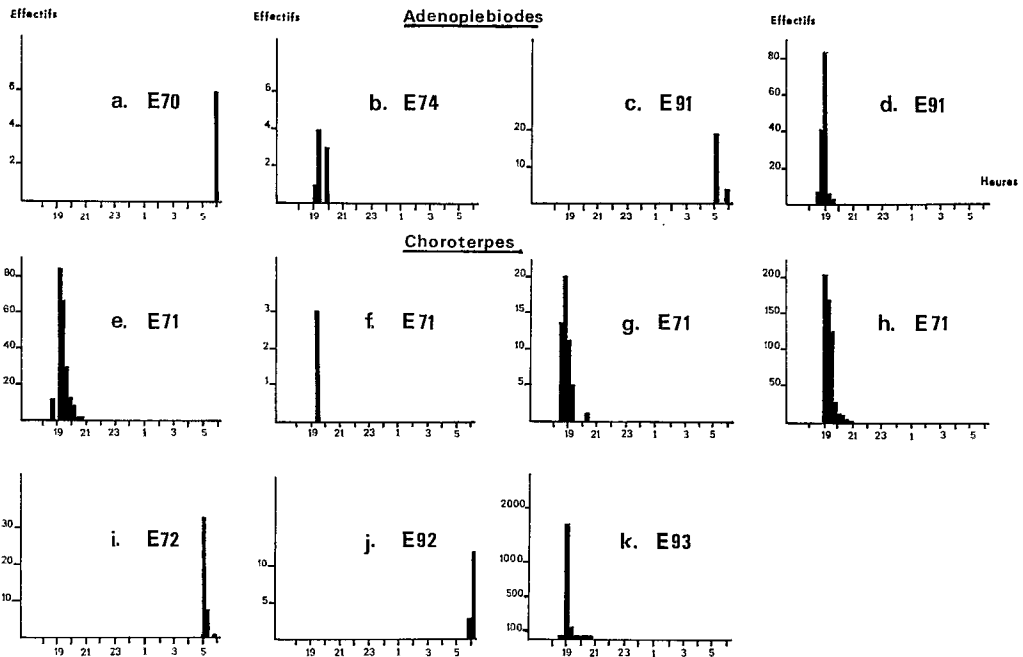 Effectifs
Effectifs
Adenoplebiodes
Effectifs
a. E70
6
4
2
19 21 23 1 3 5
b. E74
6
4
2
19 21 23 1 3 5
c. E91
20
10
19 21 23 1 3 5
d. E91
80
60
40
20
Heures
19 21 23 1 3 5
Choroterpes
e. E71
80
60
40
20
19 21 23 1 3 5
f. E71
3
2
1
19 21 23 1 3 5
g. E71
20
15
10
5
19 21 23 1 3 5
h. E71
200
150
100
50
19 21 23 1 3 5
i. E72
30
20
10
19 21 23 1 3 5
j. E92
10
5
19 21 23 1 3 5
k. E93
2000
1000
500
100
19 21 23 1 3 5